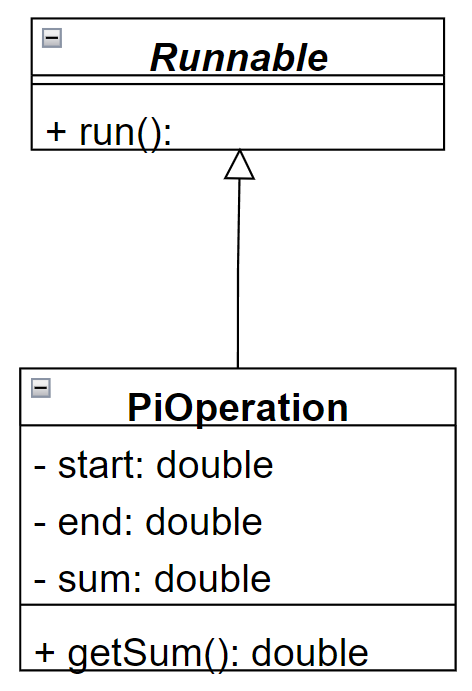 Runnable
+ run():
PiOperation
- start: double
- end: double
- sum: double
+ getSum(): double